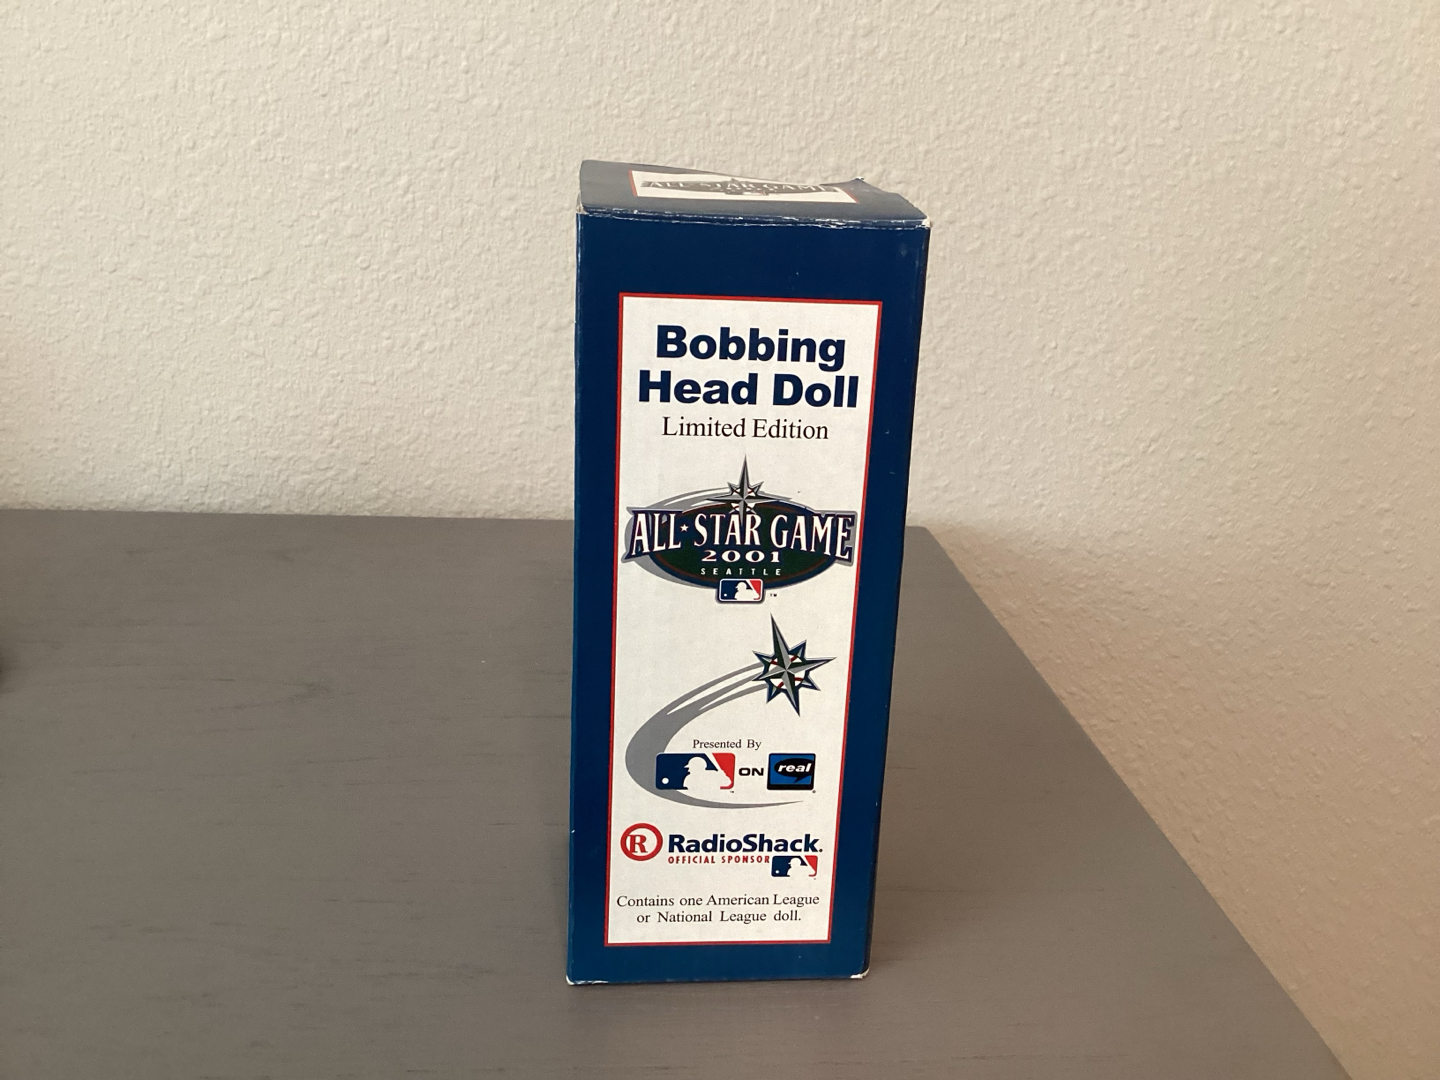 ALL★STAR GAME
Bobbing
Head Doll
Limited Edition
ALL★STAR GAME
2001
SEATTLE
TM
Presented By
ON real
R RadioShack.
OFFICIAL SPONSOR
Contains one American League
or National League doll.